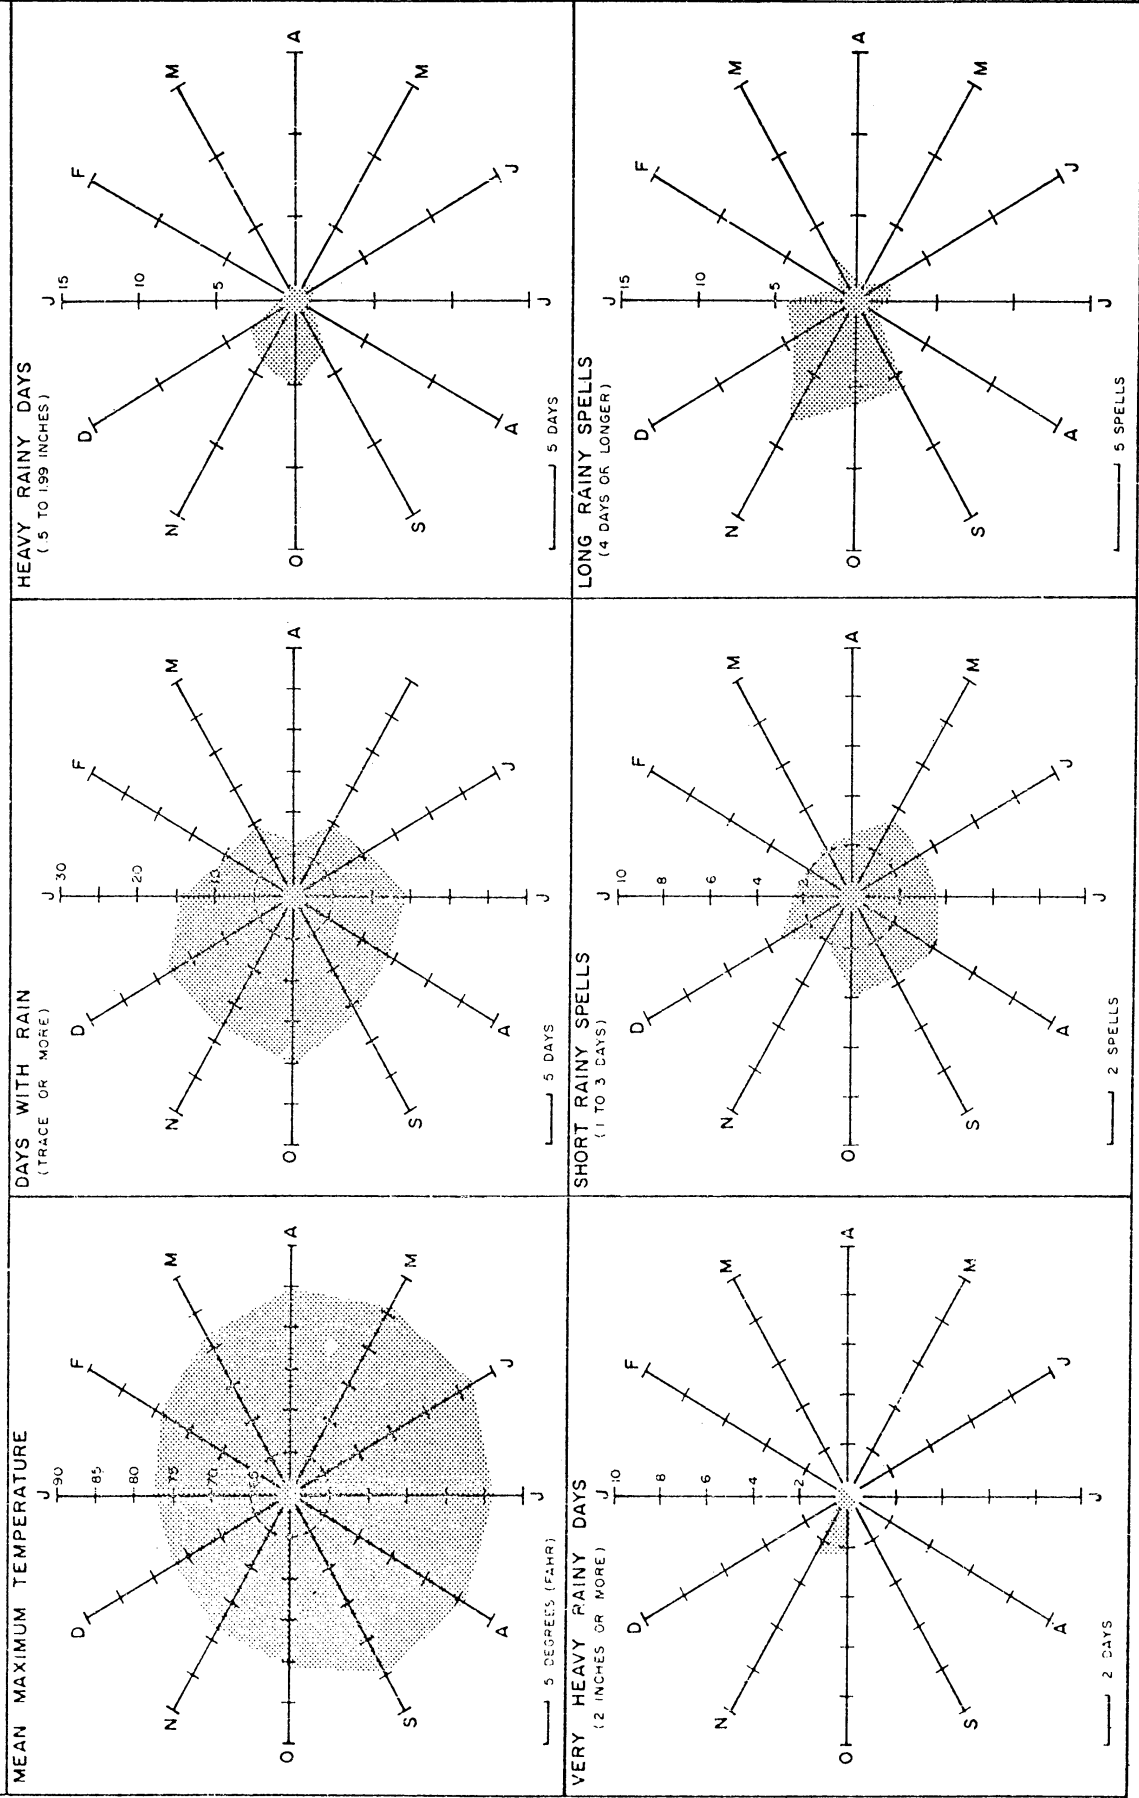 MEAN MAXIMUM TEMPERATURE
J
90
85
80
75
70
65
F
M
A
M
J
J
A
S
O
N
D
5 DEGREES (FAHR)
DAYS WITH RAIN
(TRACE OR MORE)
J
30
20
10
F
M
A
J
J
A
S
O
N
D
5 DAYS
HEAVY RAINY DAYS
(.5 TO 1.99 INCHES)
J
15
10
5
F
M
A
M
J
J
A
S
O
N
D
5 DAYS
VERY HEAVY RAINY DAYS
(2 INCHES OR MORE)
J
10
8
6
4
2
F
M
A
M
J
J
A
S
O
N
D
2 DAYS
SHORT RAINY SPELLS
(1 TO 3 DAYS)
J
10
8
6
4
2
F
M
A
M
J
J
A
S
O
N
D
2 SPELLS
LONG RAINY SPELLS
(4 DAYS OR LONGER)
J
15
10
5
F
M
A
M
J
J
A
S
O
N
D
5 SPELLS